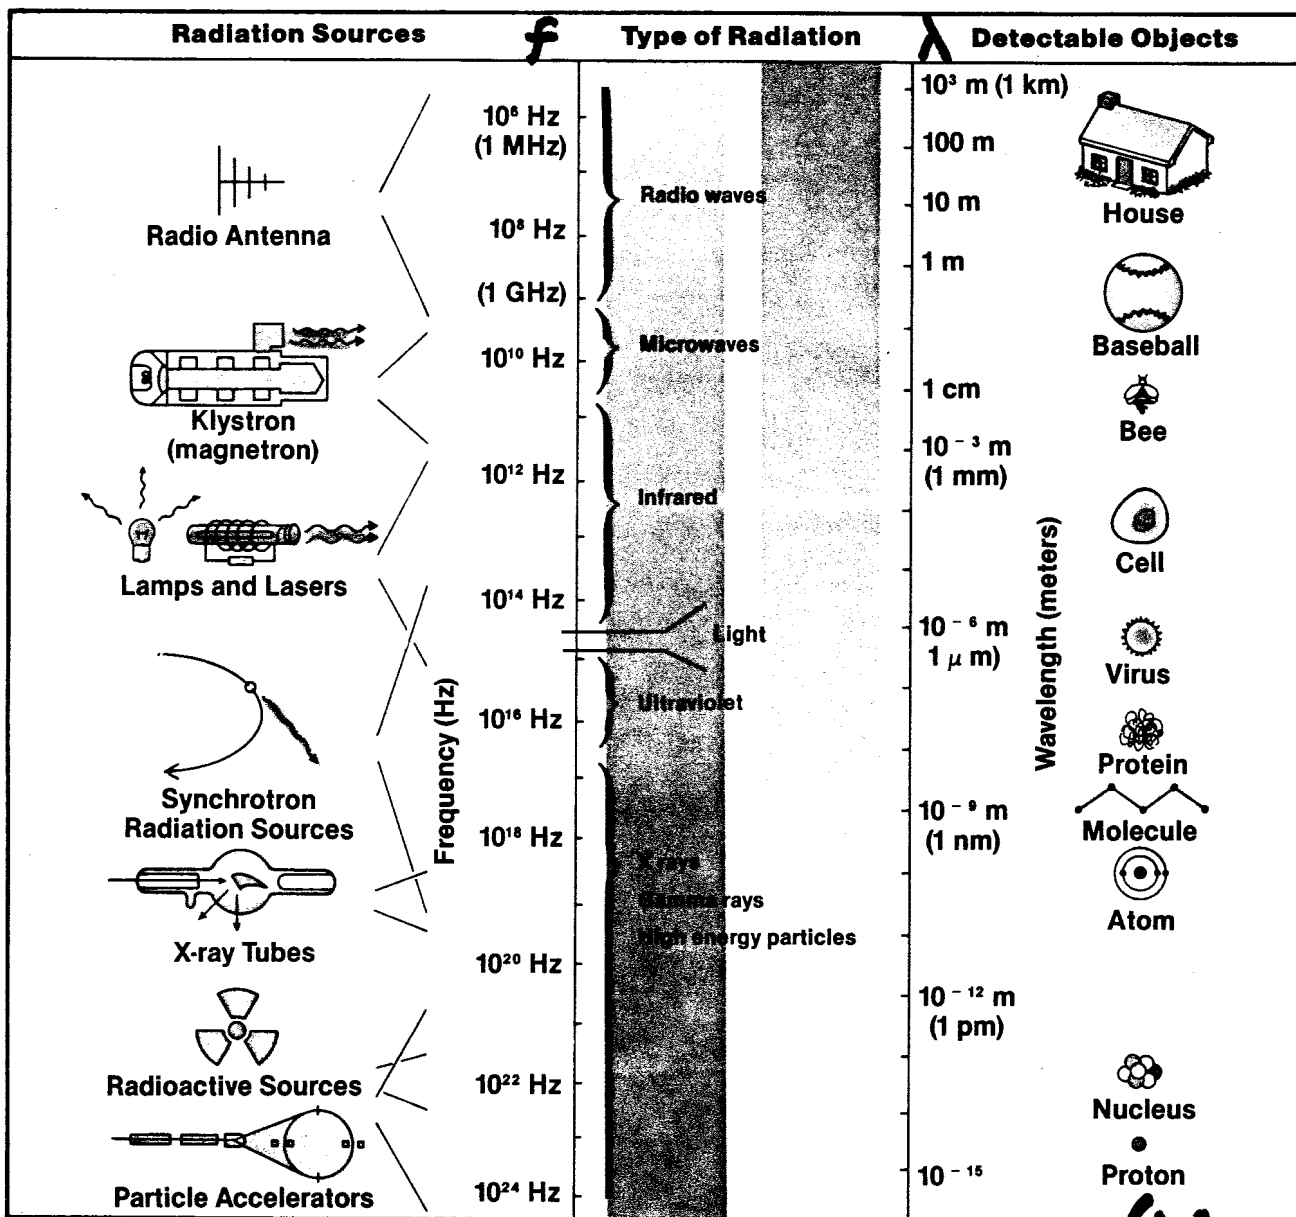 Radiation Sources
f
Type of Radiation
λ
Detectable Objects
Radio Antenna
Klystron
(magnetron)
Lamps and Lasers
Synchrotron
Radiation Sources
X-ray Tubes
Radioactive Sources
Particle Accelerators
Frequency (Hz)
10⁶ Hz
(1 MHz)
10⁸ Hz
(1 GHz)
10¹⁰ Hz
10¹² Hz
10¹⁴ Hz
10¹⁶ Hz
10¹⁸ Hz
10²⁰ Hz
10²² Hz
10²⁴ Hz
Radio waves
Microwaves
Infrared
Light
Ultraviolet
X rays
Gamma rays
High energy particles
10³ m (1 km)
100 m
10 m
1 m
1 cm
10⁻³ m
(1 mm)
10⁻⁶ m
1 μ m)
10⁻⁹ m
(1 nm)
10⁻¹² m
(1 pm)
10⁻¹⁵
Wavelength (meters)
House
Baseball
Bee
Cell
Virus
Protein
Molecule
Atom
Nucleus
Proton